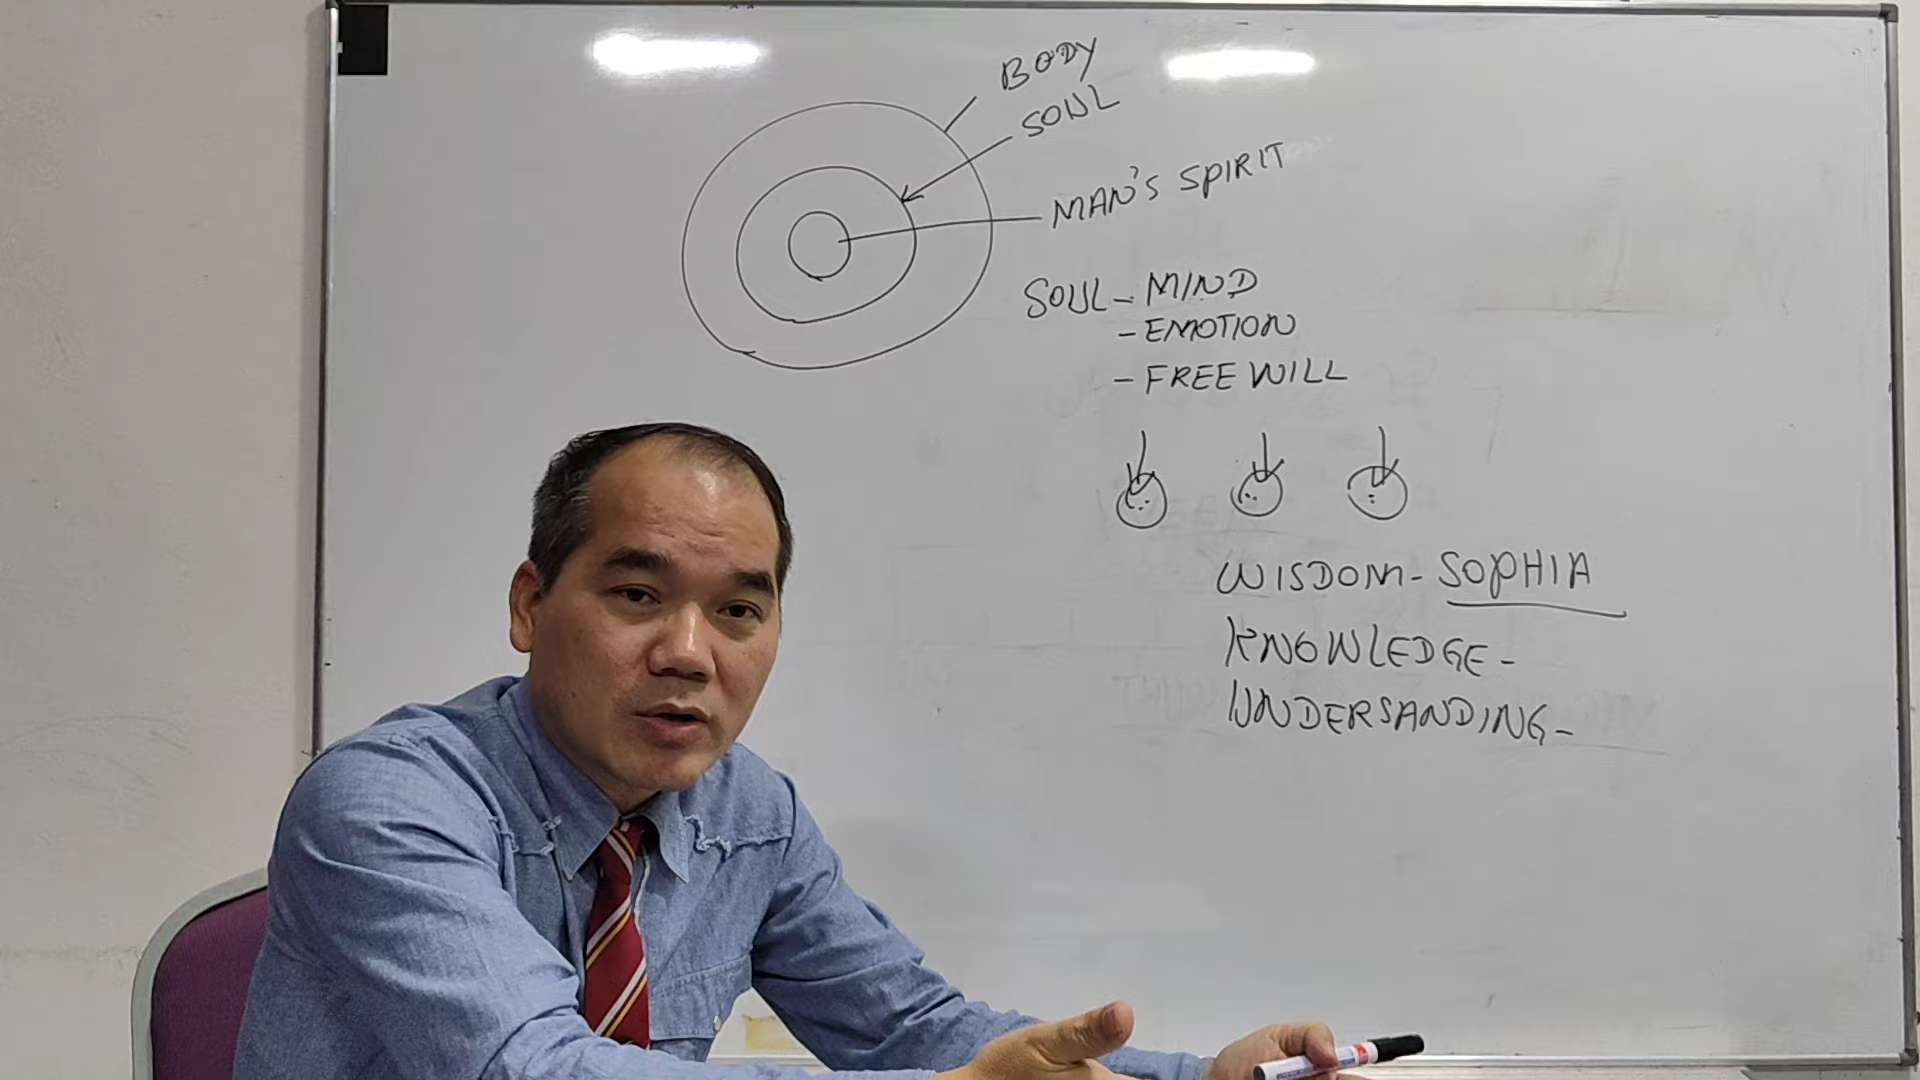 BODY
SOUL
MAN'S SPIRIT
SOUL - MIND
- EMOTION
- FREE WILL
WISDOM - SOPHIA
KNOWLEDGE -
UNDERSANDING -